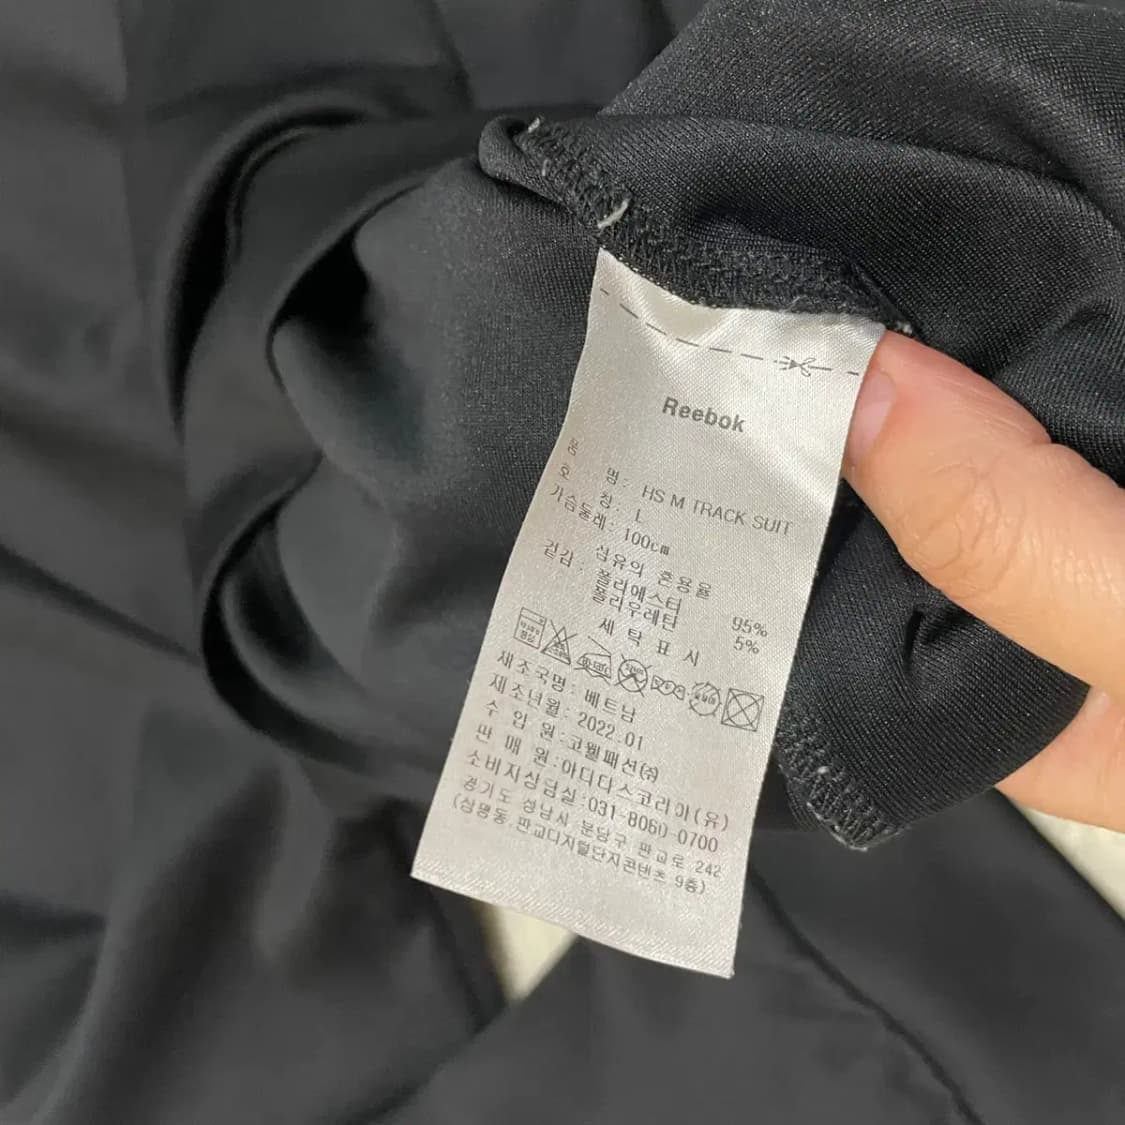 Reebok
품 명: HS M TRACK SUIT
호 칭: L
가슴둘레: 100cm
섬유의 혼용율
겉감: 폴리에스터 95%
폴리우레탄 5%
세탁표시
제조국명: 베트남
제조년월: 2022.01
수 입 원: 코웰패션㈜
판 매 원: 아디다스코리아(유)
소비자상담실: 031-8060-0700
경기도 성남시 분당구 판교로 242
(삼평동, 판교디지털단지콘텐츠 9층)